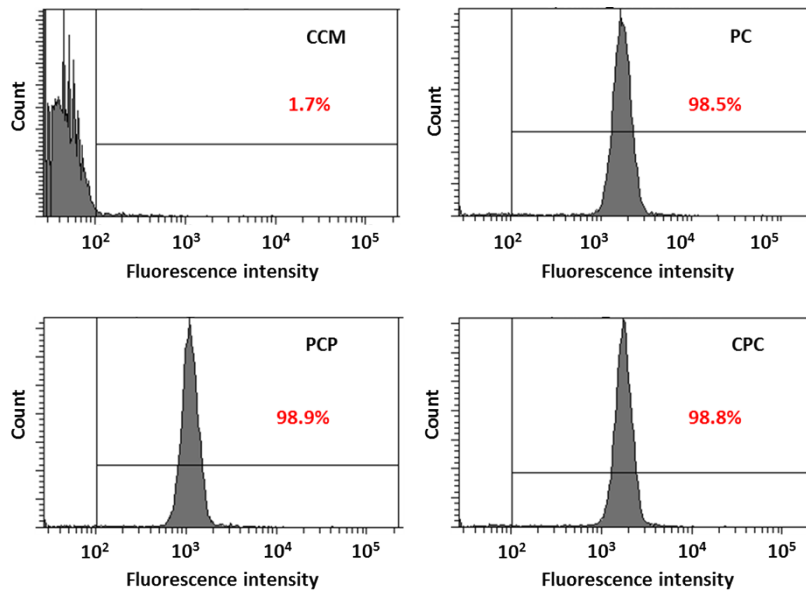 CCM
1.7%
Count
10² 10³ 10⁴ 10⁵
Fluorescence intensity
PC
98.5%
Count
10² 10³ 10⁴ 10⁵
Fluorescence intensity
PCP
98.9%
Count
10² 10³ 10⁴ 10⁵
Fluorescence intensity
CPC
98.8%
Count
10² 10³ 10⁴ 10⁵
Fluorescence intensity